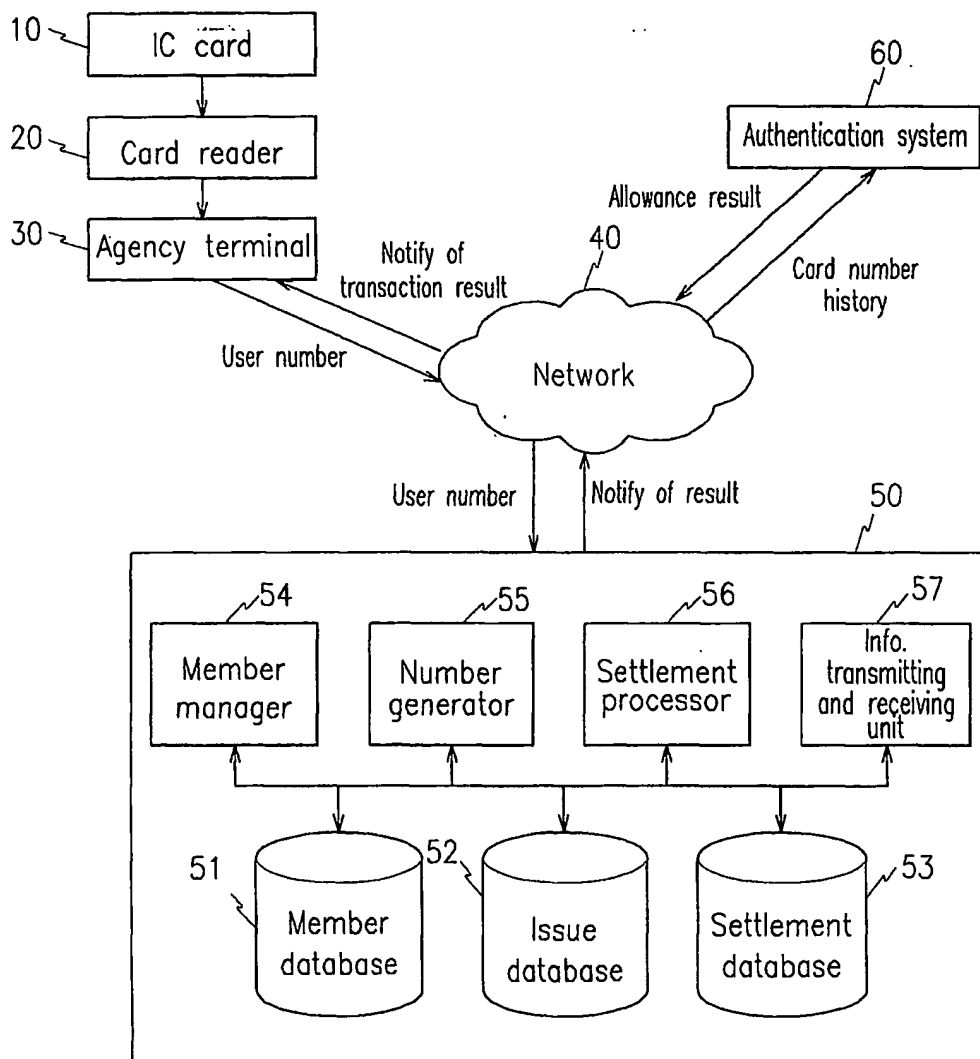 10
IC card
60
20
Card reader
Authentication system
30
Agency terminal
Allowance result
40
Notify of
transaction result
Card number
history
User number
Network
User number
Notify of result
50
54
55
56
57
Member
manager
Number
generator
Settlement
processor
Info.
transmitting
and receiving
unit
51
52
53
Member
database
Issue
database
Settlement
database